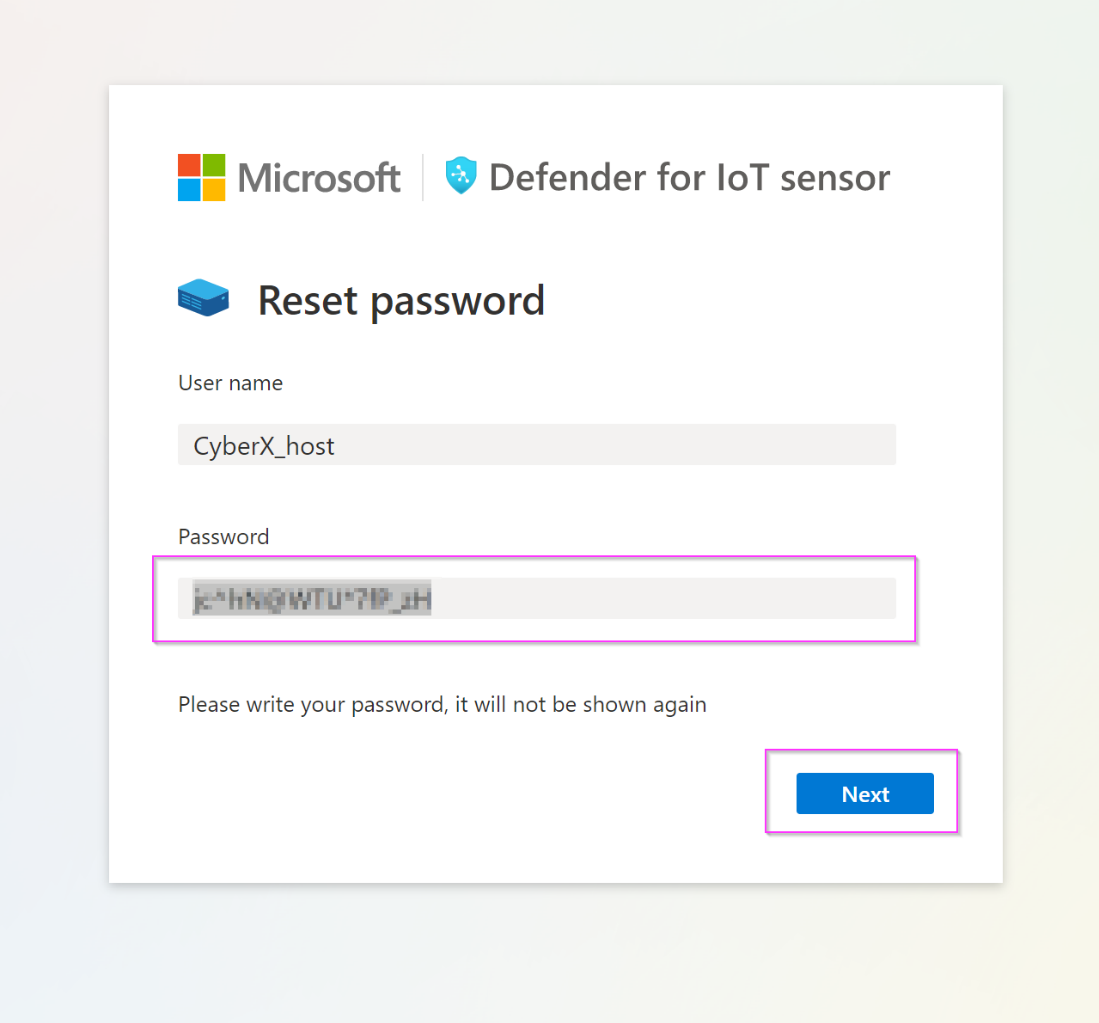 Microsoft | Defender for IoT sensor
Reset password
User name
CyberX_host
Password
Please write your password, it will not be shown again
Next